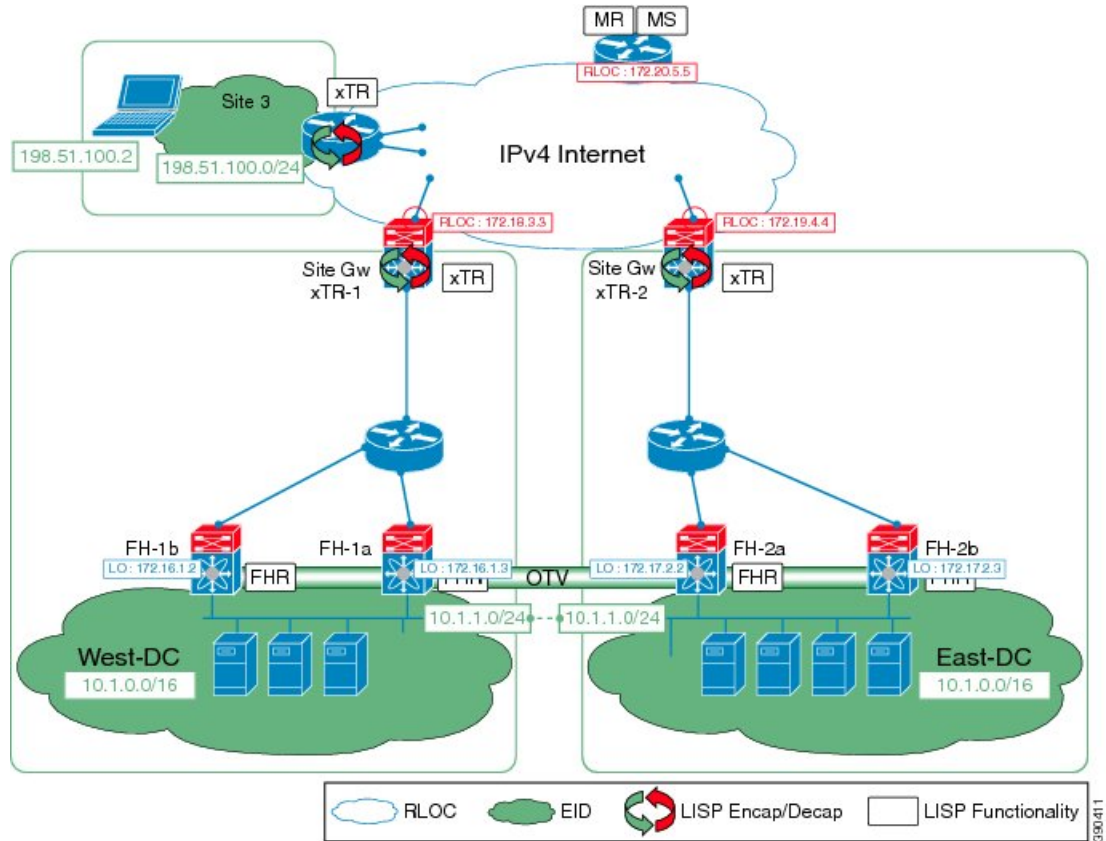 MR MS
RLOC : 172.20.5.5
xTR
Site 3
198.51.100.2
198.51.100.0/24
IPv4 Internet
RLOC : 172.18.3.3
RLOC : 172.19.4.4
Site Gw
xTR-1
xTR
Site Gw
xTR-2
xTR
FH-1b
FH-1a
FH-2a
FH-2b
LO : 172.16.1.2
FHR
LO : 172.16.1.3
OTV
LO : 172.17.2.2
FHR
LO : 172.17.2.3
10.1.1.0/24
10.1.1.0/24
West-DC
10.1.0.0/16
East-DC
10.1.0.0/16
RLOC
EID
LISP Encap/Decap
LISP Functionality
390411